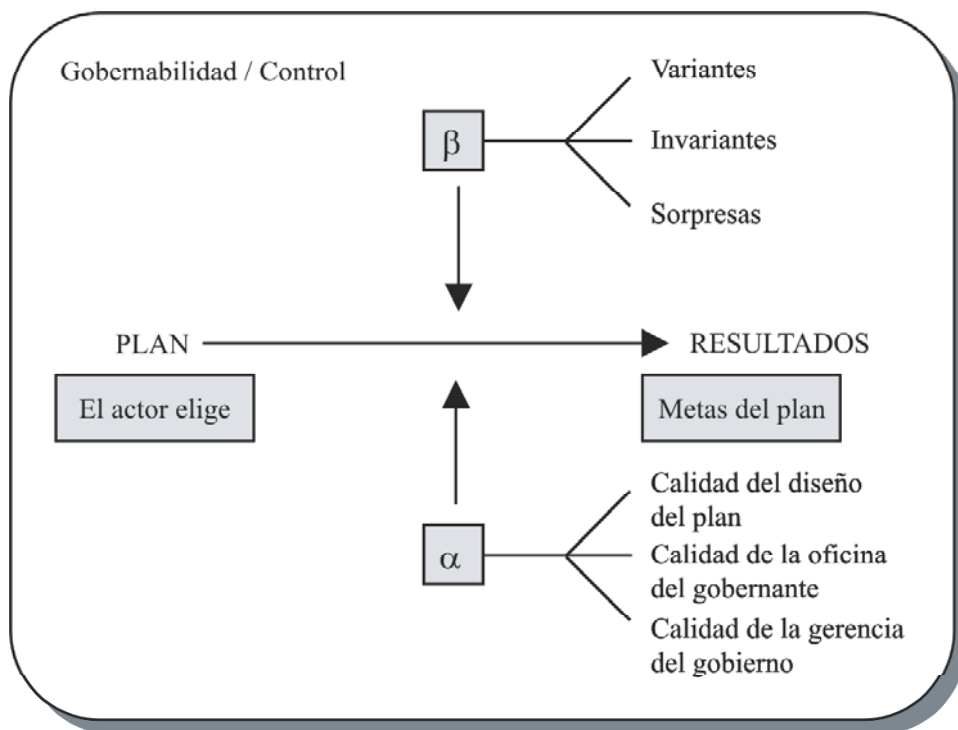 Gobernabilidad / Control
Variantes
β
Invariantes
Sorpresas
PLAN
RESULTADOS
El actor elige
Metas del plan
Calidad del diseño
del plan
α
Calidad de la oficina
del gobernante
Calidad de la gerencia
del gobierno